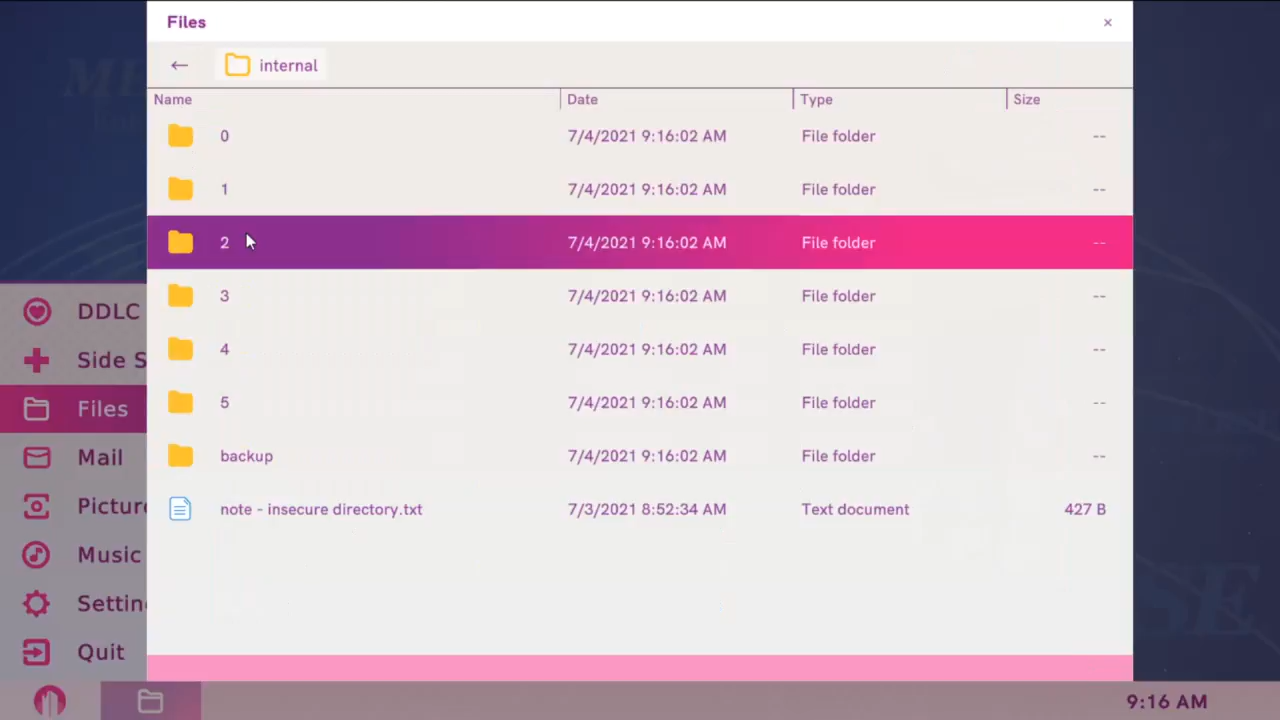 Files ×
← internal
Name Date Type Size
0 7/4/2021 9:16:02 AM File folder --
1 7/4/2021 9:16:02 AM File folder --
2 7/4/2021 9:16:02 AM File folder --
3 7/4/2021 9:16:02 AM File folder --
4 7/4/2021 9:16:02 AM File folder --
5 7/4/2021 9:16:02 AM File folder --
backup 7/4/2021 9:16:02 AM File folder --
note - insecure directory.txt 7/3/2021 8:52:34 AM Text document 427 B
DDLC
Side S
Files
Mail
Picture
Music
Settin
Quit
9:16 AM